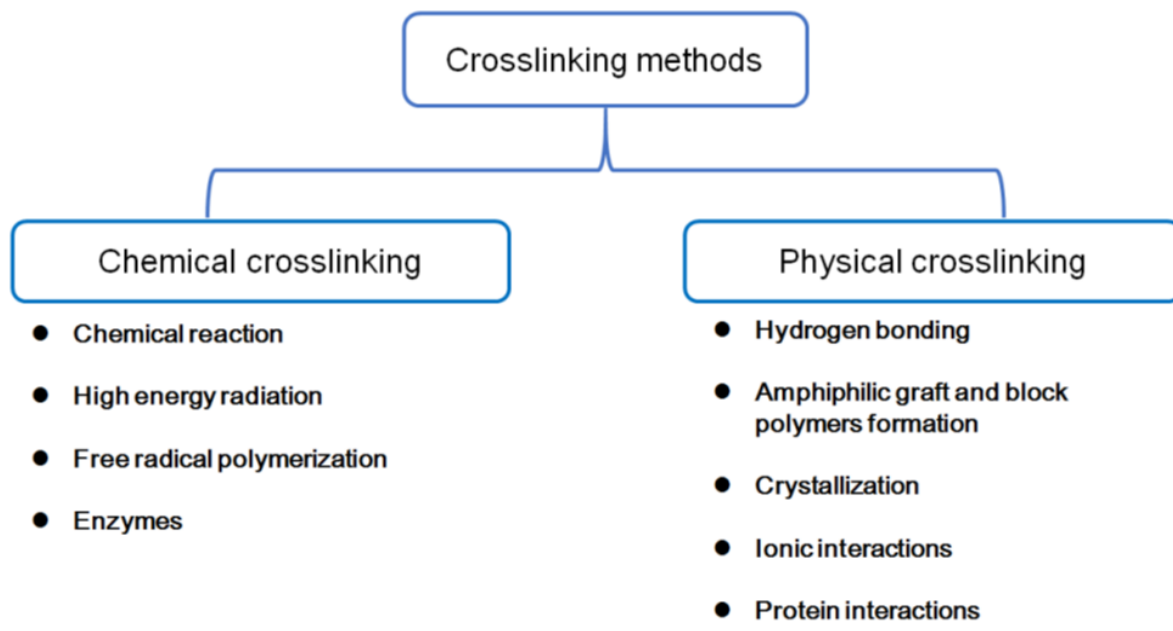 Crosslinking methods
Chemical crosslinking
● Chemical reaction
● High energy radiation
● Free radical polymerization
● Enzymes
Physical crosslinking
● Hydrogen bonding
● Amphiphilic graft and block
polymers formation
● Crystallization
● Ionic interactions
● Protein interactions